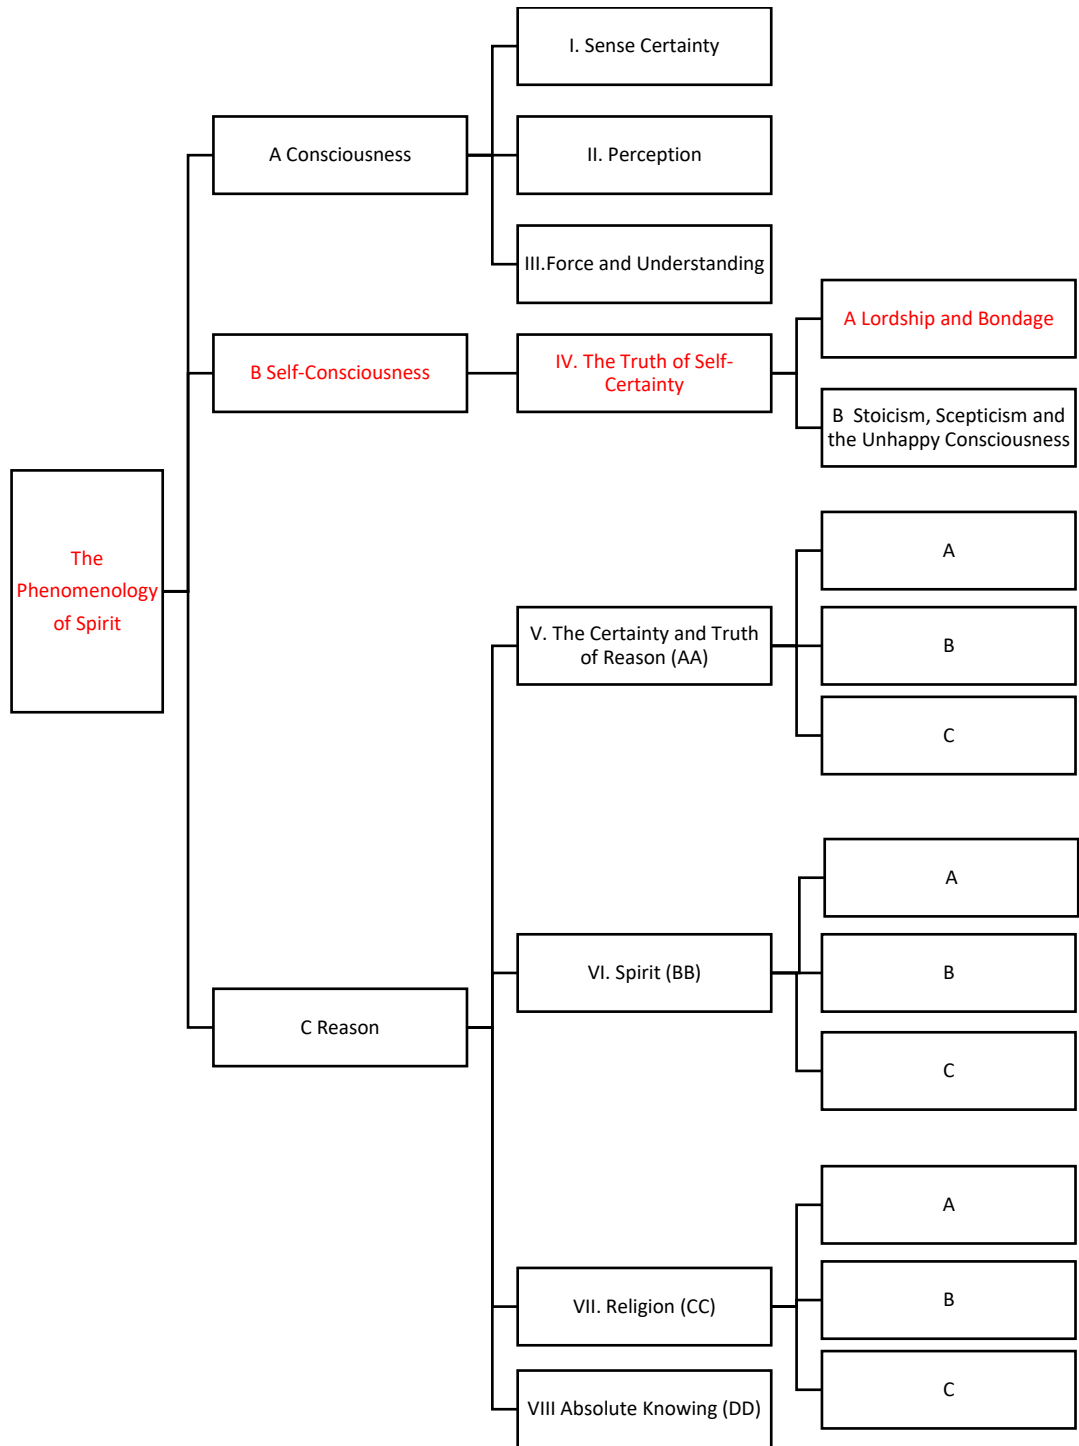 I. Sense Certainty
A Consciousness
II. Perception
III.Force and Understanding
A Lordship and Bondage
B Self-Consciousness
IV. The Truth of Self-
Certainty
B  Stoicism, Scepticism and
the Unhappy Consciousness
The
Phenomenology
of Spirit
A
V. The Certainty and Truth
of Reason (AA)
B
C
A
VI. Spirit (BB)
B
C Reason
C
A
VII. Religion (CC)
B
C
VIII Absolute Knowing (DD)